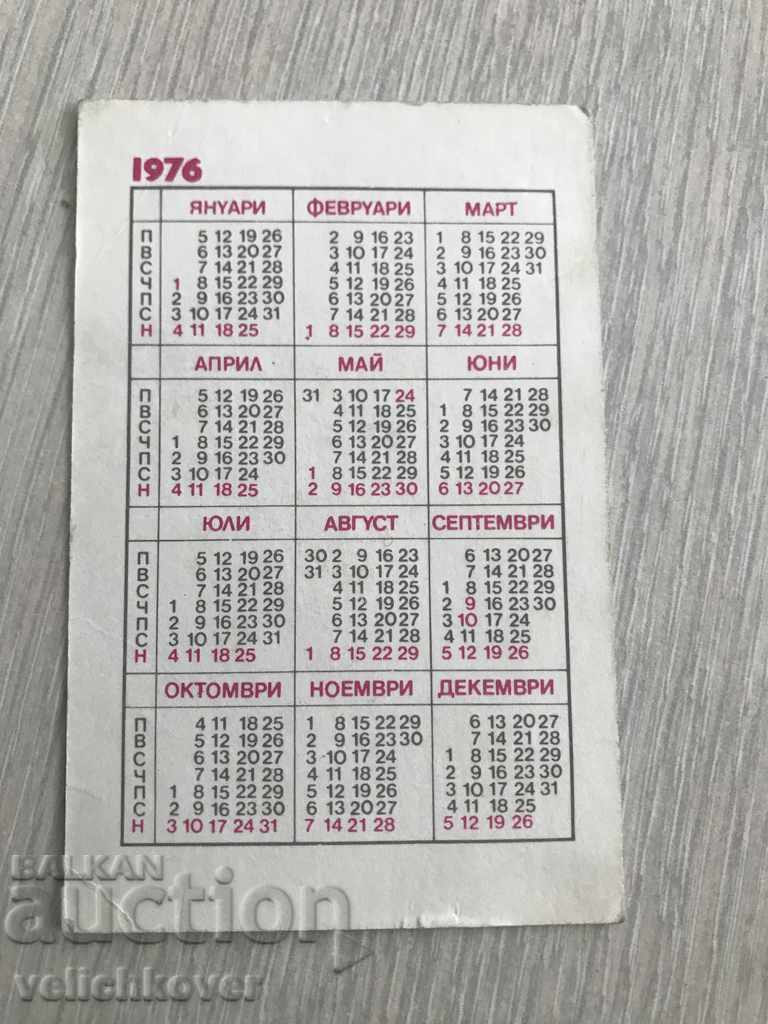 1976
ЯНУАРИ ФЕВРУАРИ МАРТ
П 5 12 19 26 2 9 16 23 1 8 15 22 29
В 6 13 20 27 3 10 17 24 2 9 16 23 30
С 7 14 21 28 4 11 18 25 3 10 17 24 31
Ч 1 8 15 22 29 5 12 19 26 4 11 18 25
П 2 9 16 23 30 6 13 20 27 5 12 19 26
С 3 10 17 24 31 7 14 21 28 6 13 20 27
Н 4 11 18 25 1 8 15 22 29 7 14 21 28
АПРИЛ МАЙ ЮНИ
П 5 12 19 26 31 3 10 17 24 7 14 21 28
В 6 13 20 27 4 11 18 25 1 8 15 22 29
С 7 14 21 28 5 12 19 26 2 9 16 23 30
Ч 1 8 15 22 29 6 13 20 27 3 10 17 24
П 2 9 16 23 30 7 14 21 28 4 11 18 25
С 3 10 17 24 1 8 15 22 29 5 12 19 26
Н 4 11 18 25 2 9 16 23 30 6 13 20 27
ЮЛИ АВГУСТ СЕПТЕМВРИ
П 5 12 19 26 30 2 9 16 23 6 13 20 27
В 6 13 20 27 31 3 10 17 24 7 14 21 28
С 7 14 21 28 4 11 18 25 1 8 15 22 29
Ч 1 8 15 22 29 5 12 19 26 2 9 16 23 30
П 2 9 16 23 30 6 13 20 27 3 10 17 24
С 3 10 17 24 31 7 14 21 28 4 11 18 25
Н 4 11 18 25 1 8 15 22 29 5 12 19 26
ОКТОМВРИ НОЕМВРИ ДЕКЕМВРИ
П 4 11 18 25 1 8 15 22 29 6 13 20 27
В 5 12 19 26 2 9 16 23 30 7 14 21 28
С 6 13 20 27 3 10 17 24 1 8 15 22 29
Ч 7 14 21 28 4 11 18 25 2 9 16 23 30
П 1 8 15 22 29 5 12 19 26 3 10 17 24 31
С 2 9 16 23 30 6 13 20 27 4 11 18 25
Н 3 10 17 24 31 7 14 21 28 5 12 19 26
BALKAN
auction
velichkover